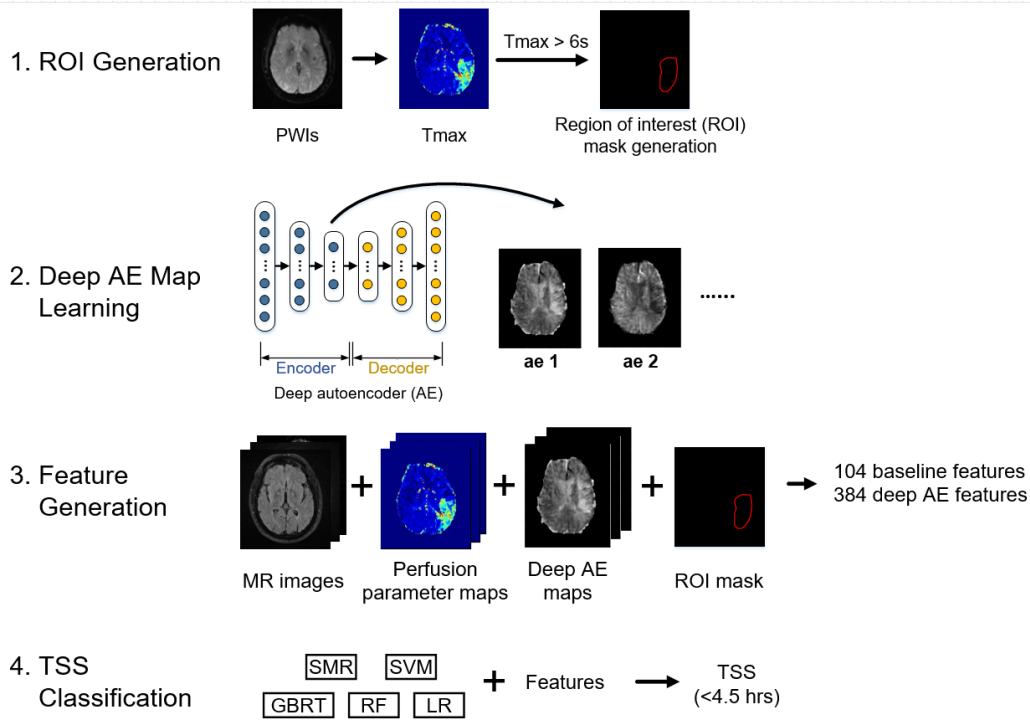 1. ROI Generation
PWIs
Tmax
Tmax > 6s
Region of interest (ROI)
mask generation
2. Deep AE Map
Learning
Encoder
Decoder
Deep autoencoder (AE)
ae 1
ae 2
......
3. Feature
Generation
MR images
+
Perfusion
parameter maps
+
Deep AE
maps
+
ROI mask
104 baseline features
384 deep AE features
4. TSS
Classification
SMR
SVM
GBRT
RF
LR
+
Features
TSS
(<4.5 hrs)